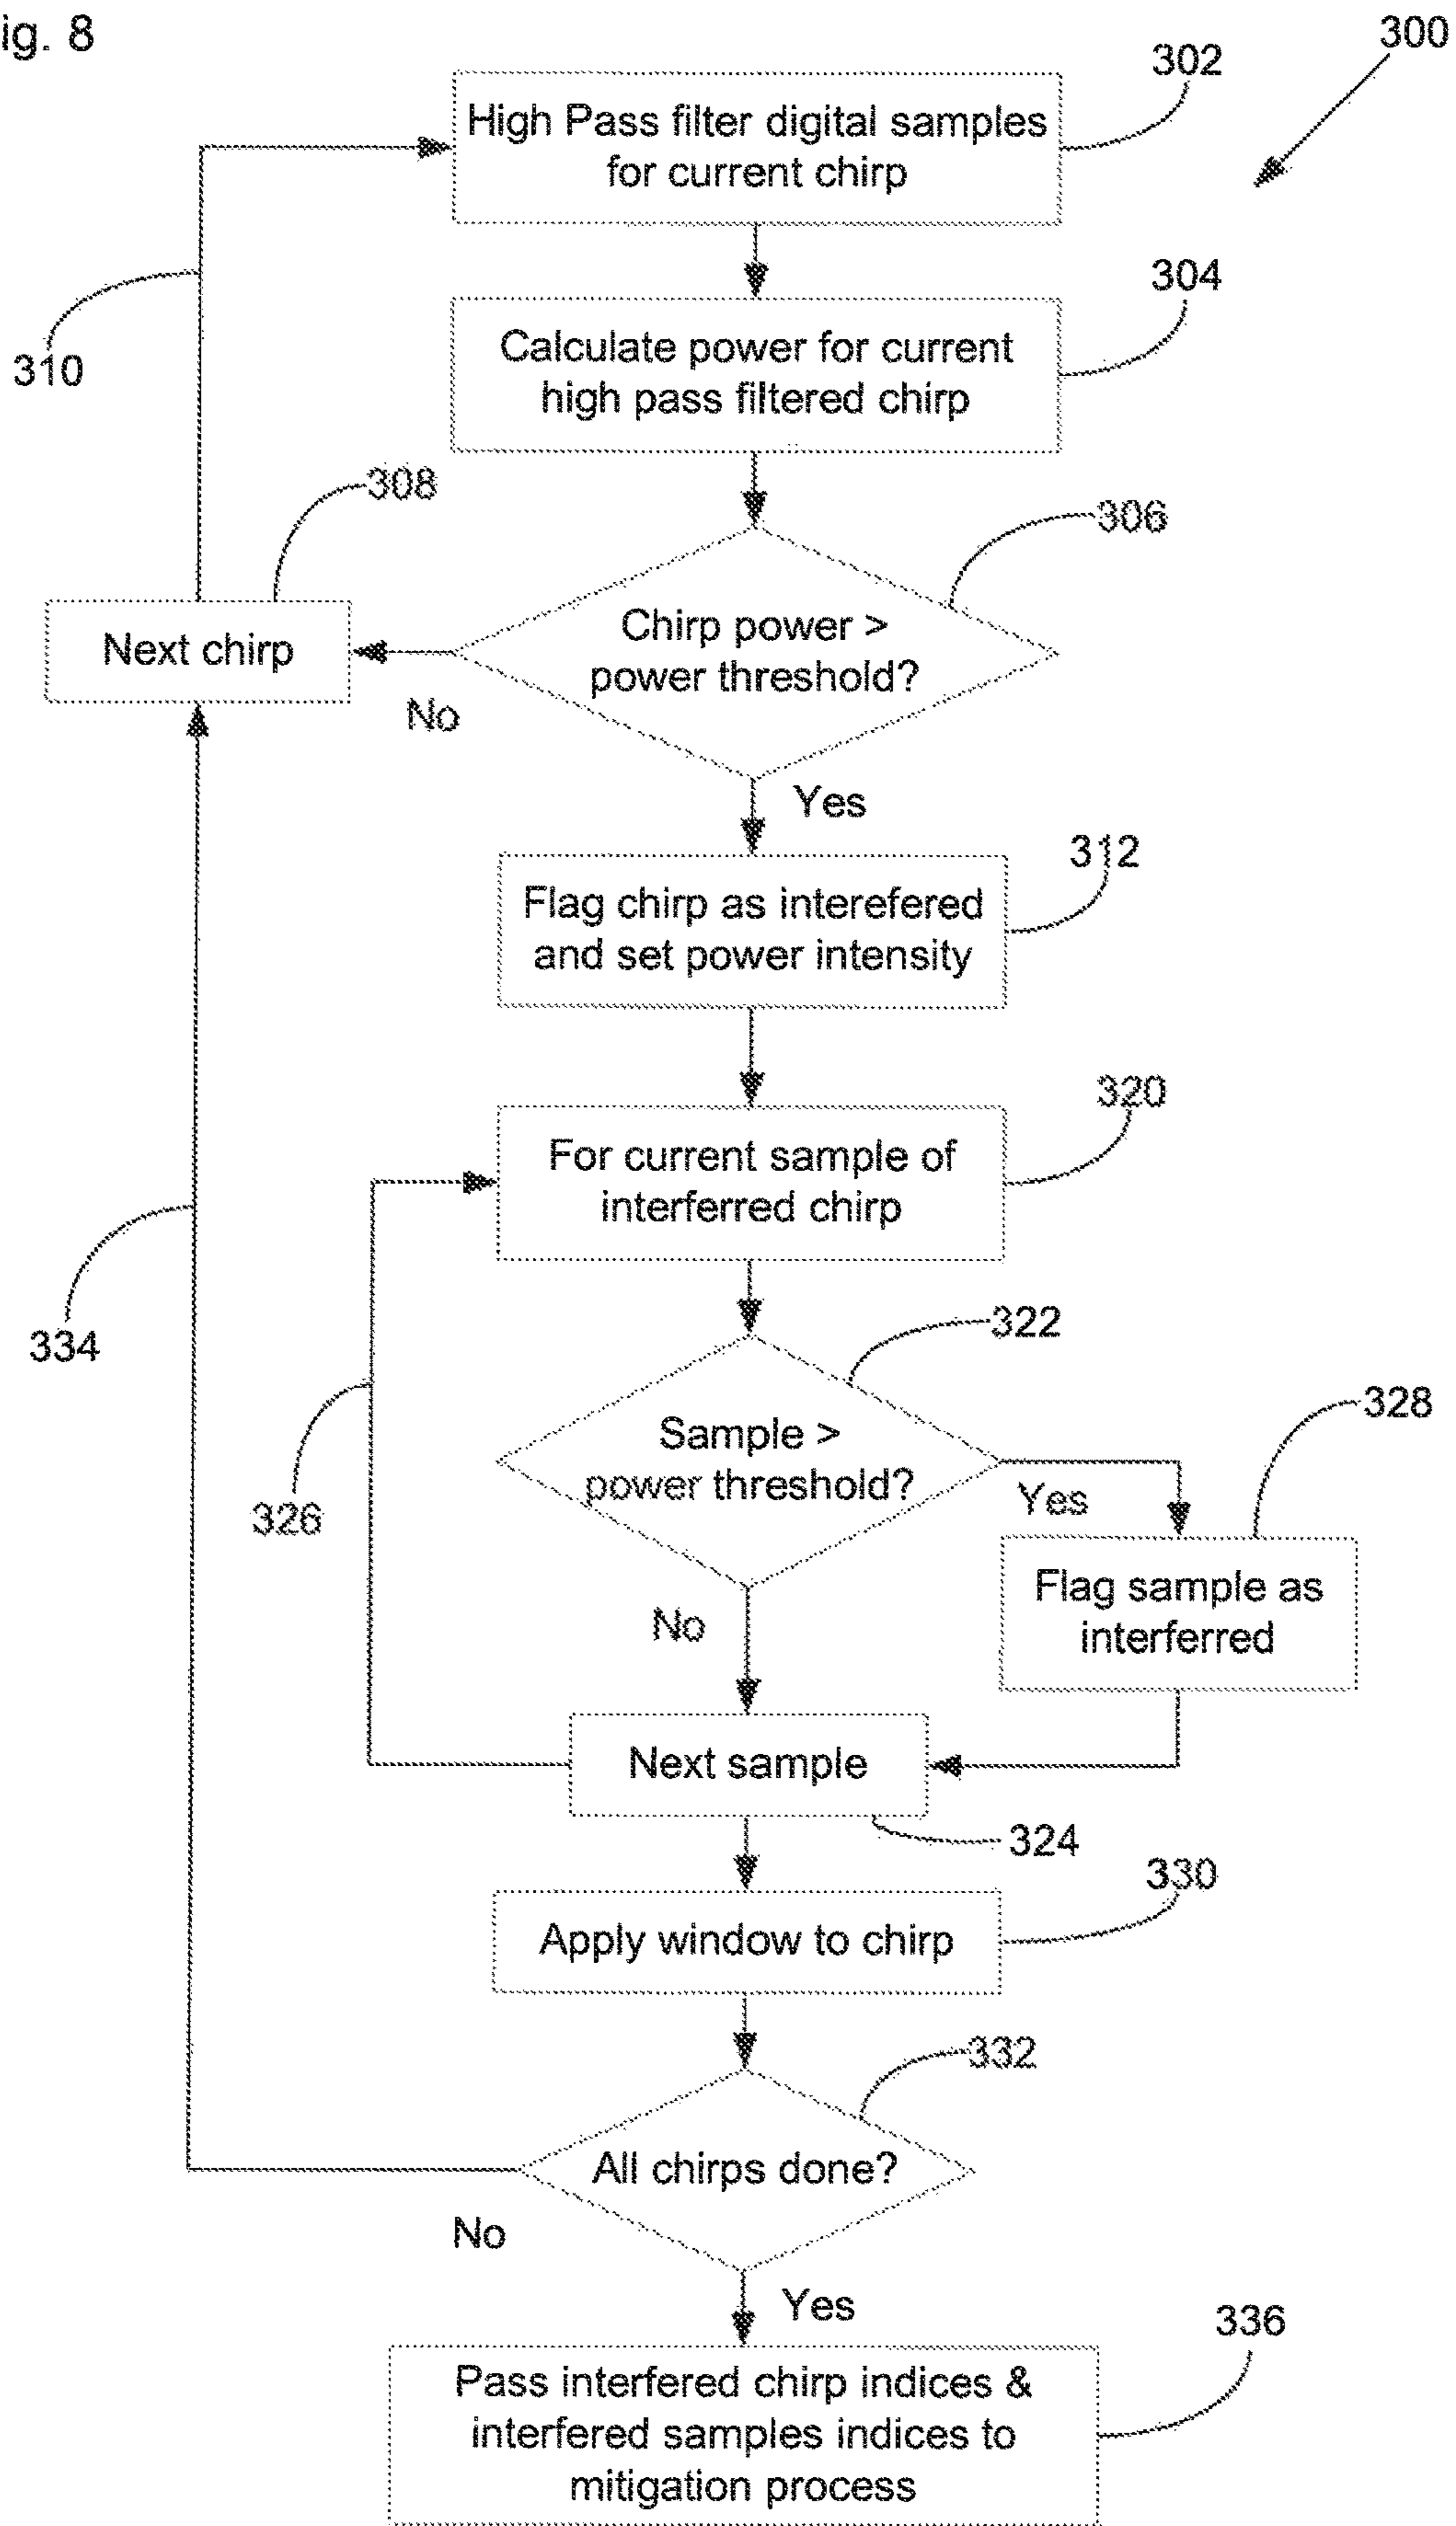 ig. 8
300
302
High Pass filter digital samples
for current chirp
304
Calculate power for current
high pass filtered chirp
310
308
306
Next chirp
Chirp power >
power threshold?
No
Yes
312
Flag chirp as interefered
and set power intensity
320
For current sample of
interferred chirp
334
322
Sample >
power threshold?
328
326
Yes
Flag sample as
interferred
No
Next sample
324
330
Apply window to chirp
332
All chirps done?
No
Yes
336
Pass interfered chirp indices &
interfered samples indices to
mitigation process